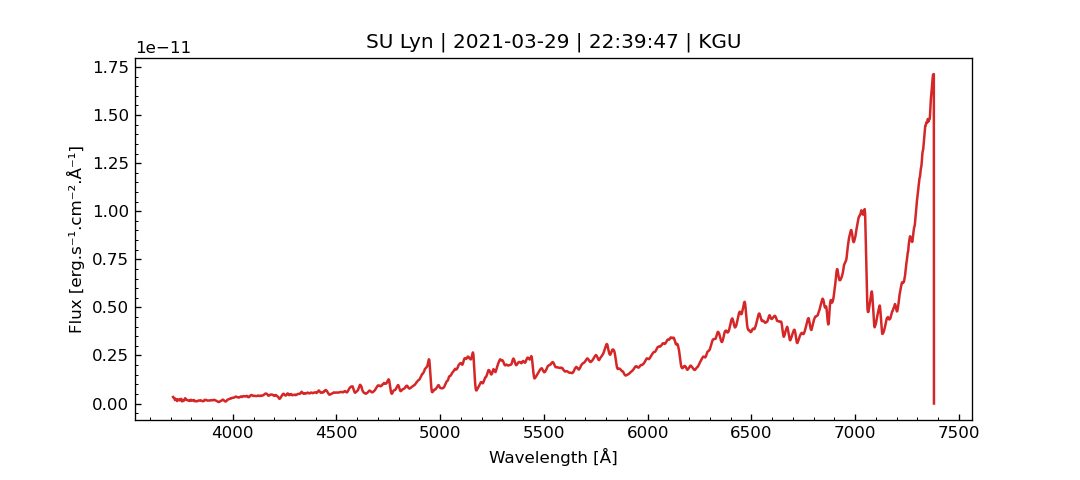 SU Lyn | 2021-03-29 | 22:39:47 | KGU
1e−11
1.75
1.50
1.25
1.00
0.75
0.50
0.25
0.00
Flux [erg.s⁻¹.cm⁻².Å⁻¹]
4000 4500 5000 5500 6000 6500 7000 7500
Wavelength [Å]